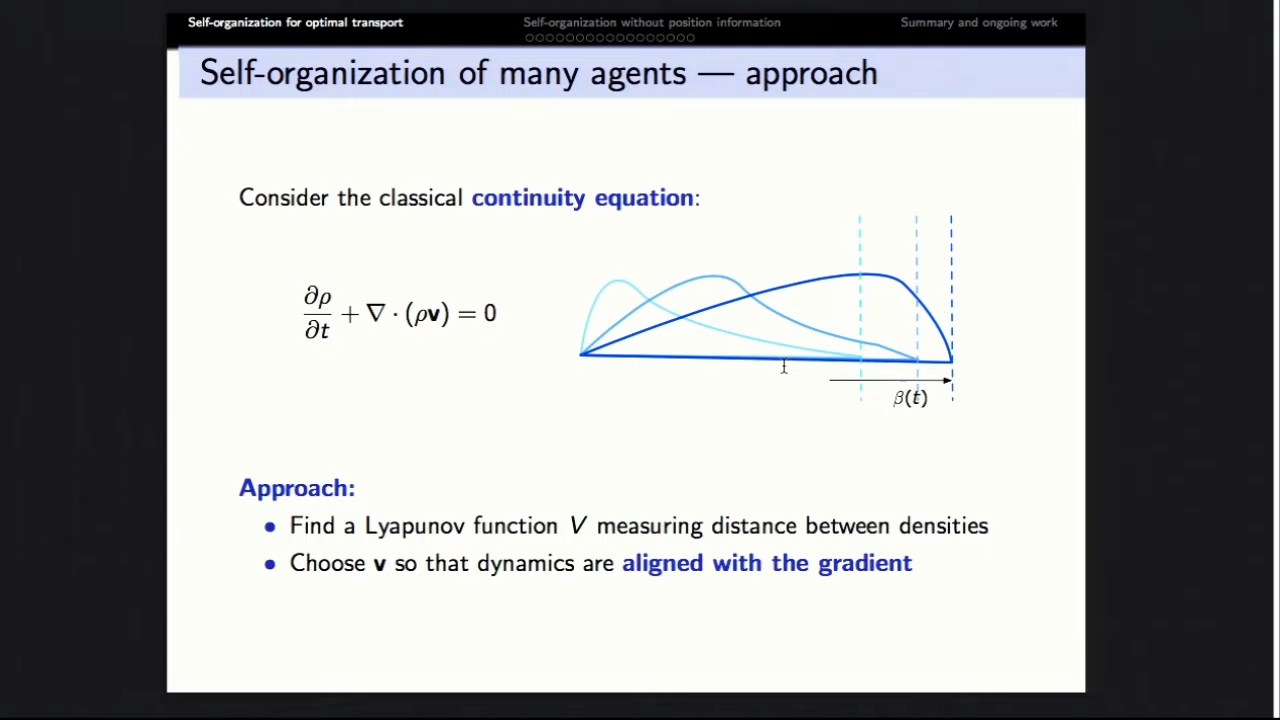 Self-organization for optimal transport
Self-organization without position information
Summary and ongoing work
Self-organization of many agents — approach
Consider the classical continuity equation:
∂ρ/∂t + ∇ · (ρv) = 0
β(t)
Approach:
• Find a Lyapunov function V measuring distance between densities
• Choose v so that dynamics are aligned with the gradient